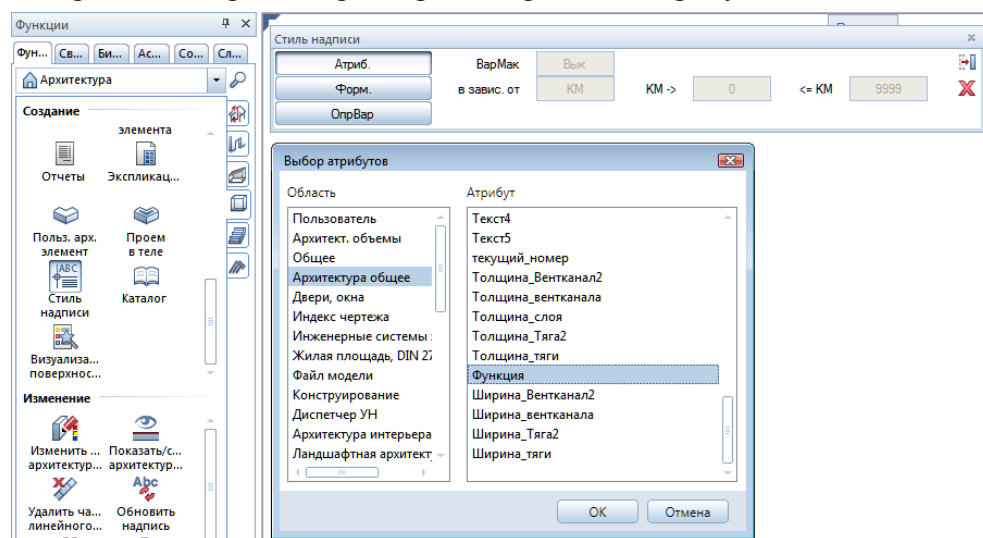 Функции
Фун... Св... Би... Ас... Со... Сл...
Архитектура
Создание
элемента
Отчеты Экспликац...
Польз. арх. элемент
Проем в теле
ABC
Стиль надписи
Каталог
Визуализа... поверхнос...
Изменение
Изменить ... архитектур...
Показать/с... архитектур...
Abc
Удалить ча... линейного...
Обновить надпись
Стиль надписи
Атриб. ВарМак Вык
Форм. в завис. от КМ КМ -> 0 <= КМ 9999
ОпрВар
Выбор атрибутов
Область
Пользователь
Архитект. объемы
Общее
Архитектура общее
Двери, окна
Индекс чертежа
Инженерные системы
Жилая площадь, DIN 27
Файл модели
Конструирование
Диспетчер УН
Архитектура интерьера
Ландшафтная архитект
Атрибут
Текст4
Текст5
текущий_номер
Толщина_Вентканал2
Толщина_вентканала
Толщина_слоя
Толщина_Тяга2
Толщина_тяги
Функция
Ширина_Вентканал2
Ширина_вентканала
Ширина_Тяга2
Ширина_тяги
ОК Отмена